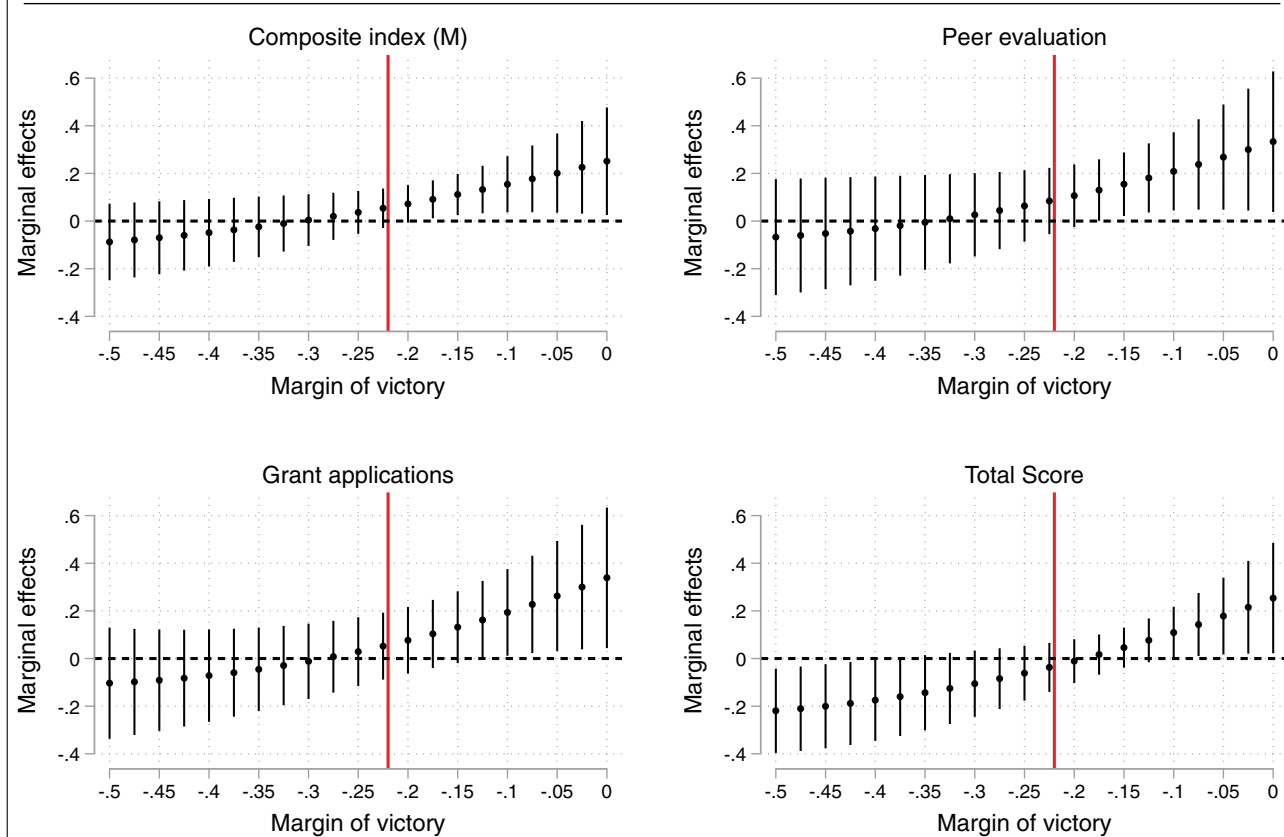 Composite index (M)
Marginal effects
.6
.4
.2
0
-.2
-.4
-.5 -.45 -.4 -.35 -.3 -.25 -.2 -.15 -.1 -.05 0
Margin of victory
Peer evaluation
Marginal effects
.6
.4
.2
0
-.2
-.4
-.5 -.45 -.4 -.35 -.3 -.25 -.2 -.15 -.1 -.05 0
Margin of victory
Grant applications
Marginal effects
.6
.4
.2
0
-.2
-.4
-.5 -.45 -.4 -.35 -.3 -.25 -.2 -.15 -.1 -.05 0
Margin of victory
Total Score
Marginal effects
.6
.4
.2
0
-.2
-.4
-.5 -.45 -.4 -.35 -.3 -.25 -.2 -.15 -.1 -.05 0
Margin of victory